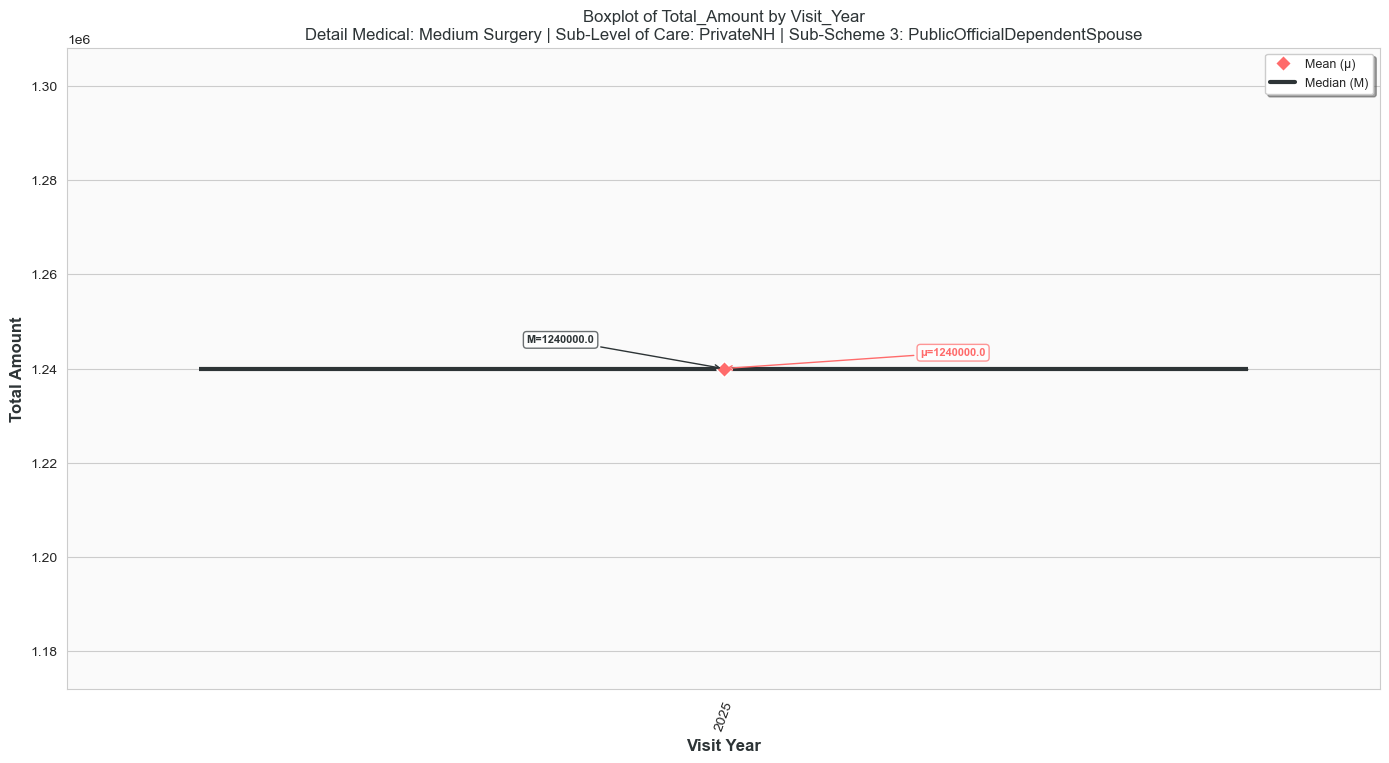 Boxplot of Total_Amount by Visit_Year
Detail Medical: Medium Surgery | Sub-Level of Care: PrivateNH | Sub-Scheme 3: PublicOfficialDependentSpouse
1e6
Mean (μ)
Median (M)
1.30
1.28
1.26
M=1240000.0
μ=1240000.0
1.24
1.22
1.20
1.18
Total Amount
2025
Visit Year